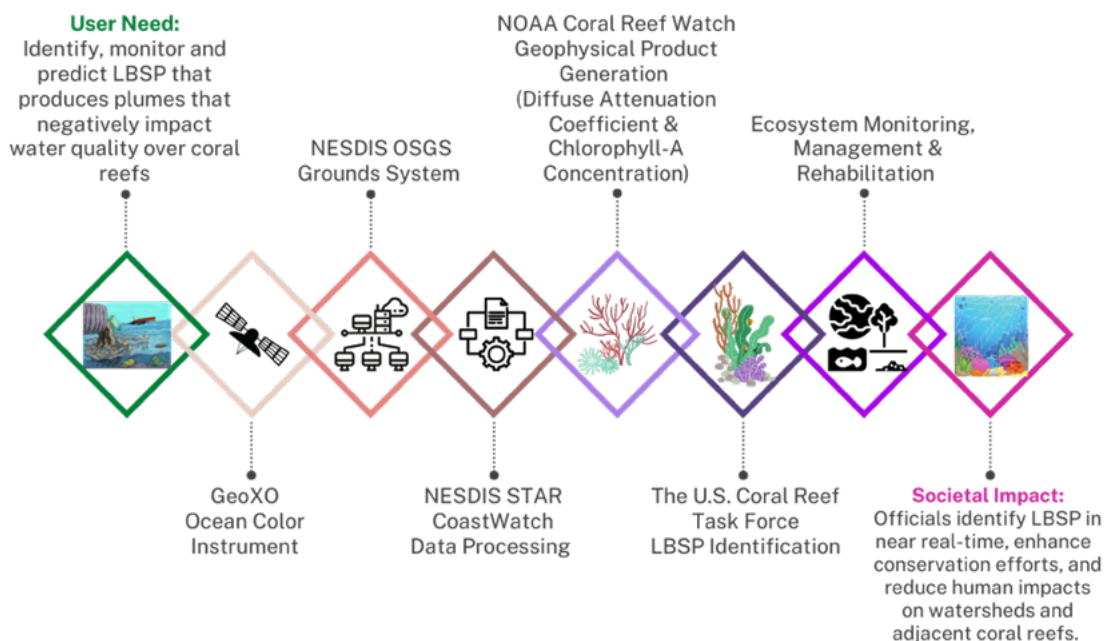 User Need:
Identify, monitor and
predict LBSP that
produces plumes that
negatively impact
water quality over coral
reefs
GeoXO
Ocean Color
Instrument
NESDIS OSGS
Grounds System
NESDIS STAR
CoastWatch
Data Processing
NOAA Coral Reef Watch
Geophysical Product
Generation
(Diffuse Attenuation
Coefficient &
Chlorophyll-A
Concentration)
The U.S. Coral Reef
Task Force
LBSP Identification
Ecosystem Monitoring,
Management &
Rehabilitation
Societal Impact:
Officials identify LBSP in
near real-time, enhance
conservation efforts, and
reduce human impacts
on watersheds and
adjacent coral reefs.